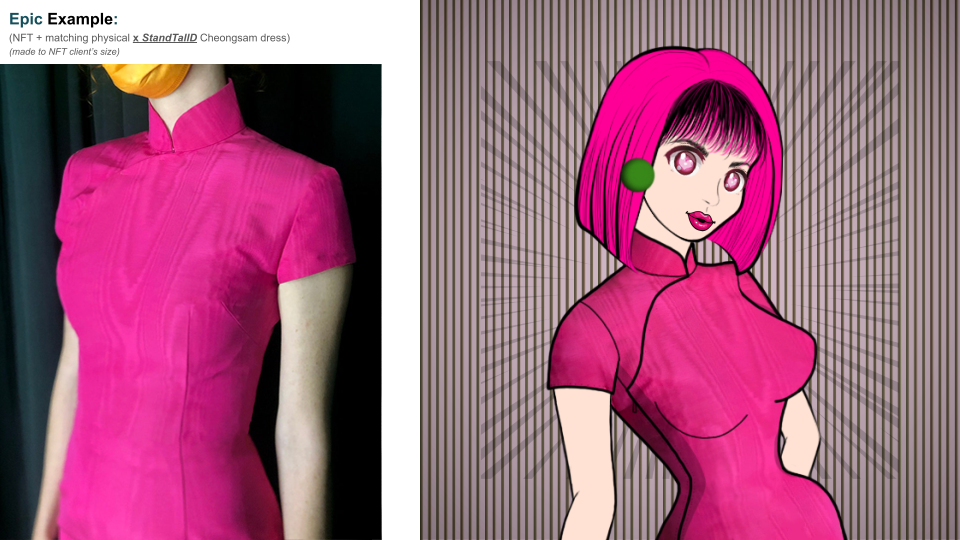 Epic Example:
(NFT + matching physical x StandTallD Cheongsam dress)
(made to NFT client's size)